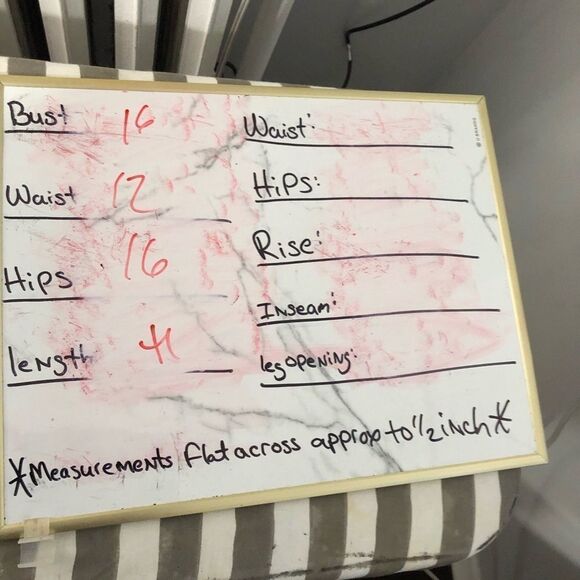 Bust 16
Waist 12
Hips 16
length 41
Waist:
Hips:
Rise:
Inseam:
leg opening:
*Measurements flat across approx to 1/2 inch*